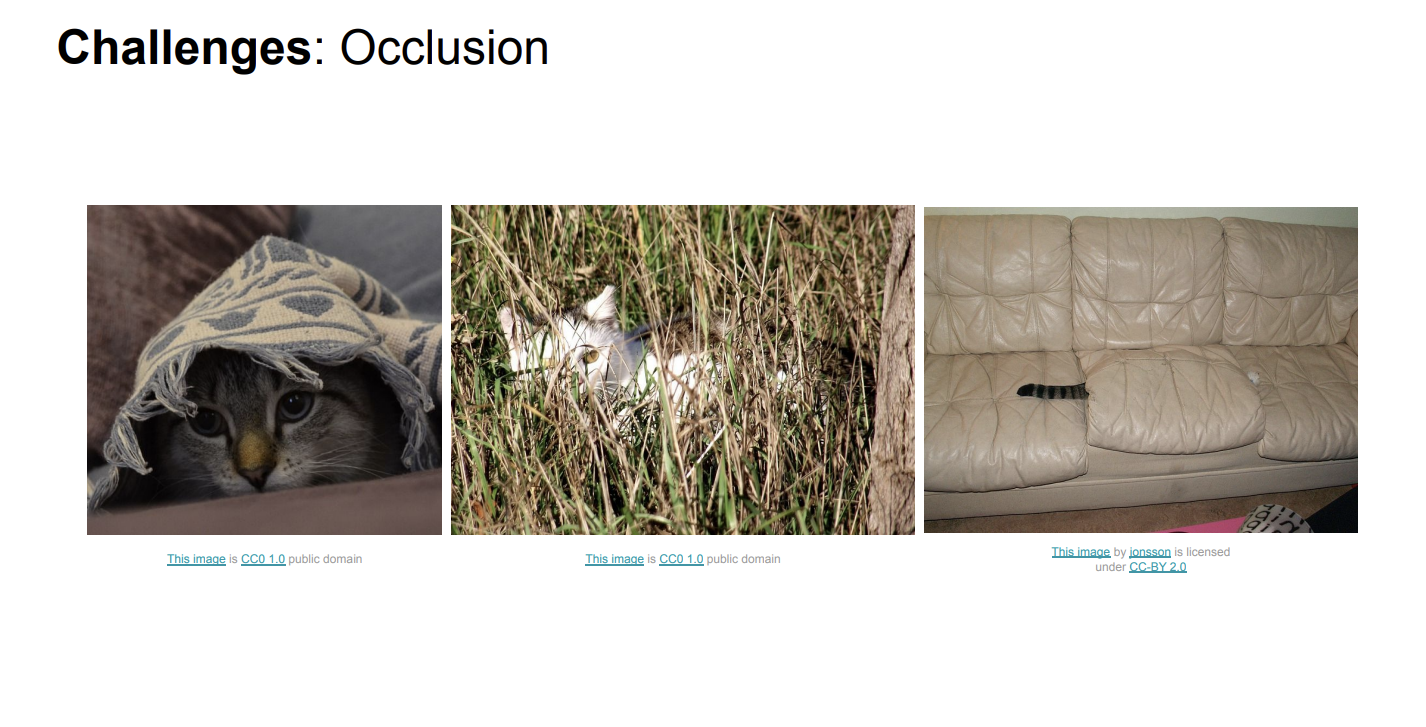 Challenges: Occlusion
This image is CC0 1.0 public domain
This image is CC0 1.0 public domain
This image by jonsson is licensed
under CC-BY 2.0